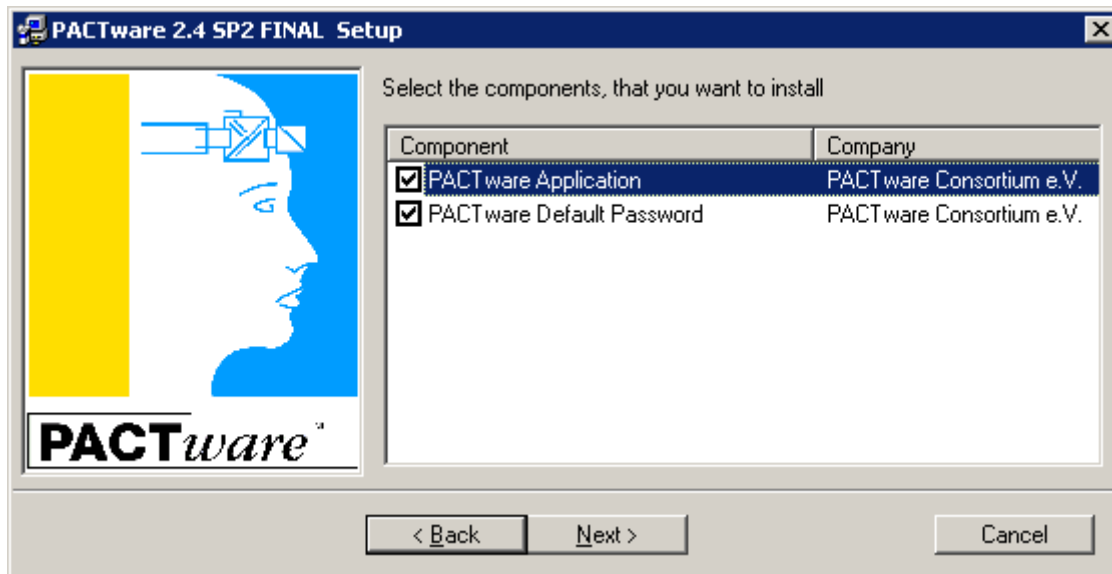 PACTware 2.4 SP2 FINAL  Setup
Select the components, that you want to install
Component Company
PACTware Application PACTware Consortium e.V.
PACTware Default Password PACTware Consortium e.V.
PACTware
< Back Next > Cancel